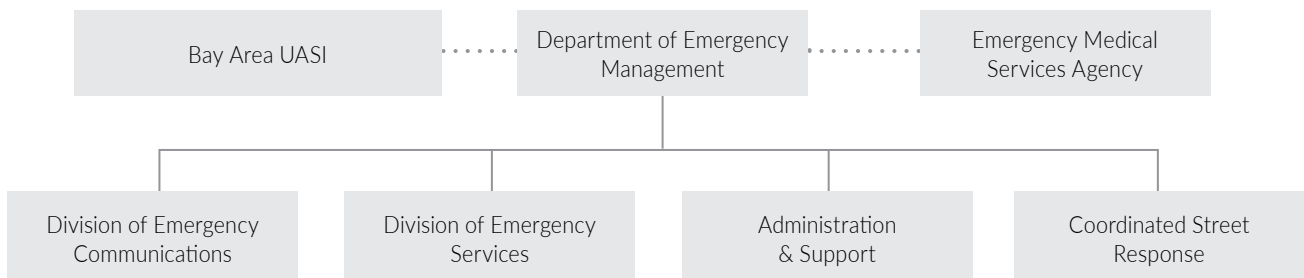 Bay Area UASI
Department of Emergency
Management
Emergency Medical
Services Agency
Division of Emergency
Communications
Division of Emergency
Services
Administration
& Support
Coordinated Street
Response